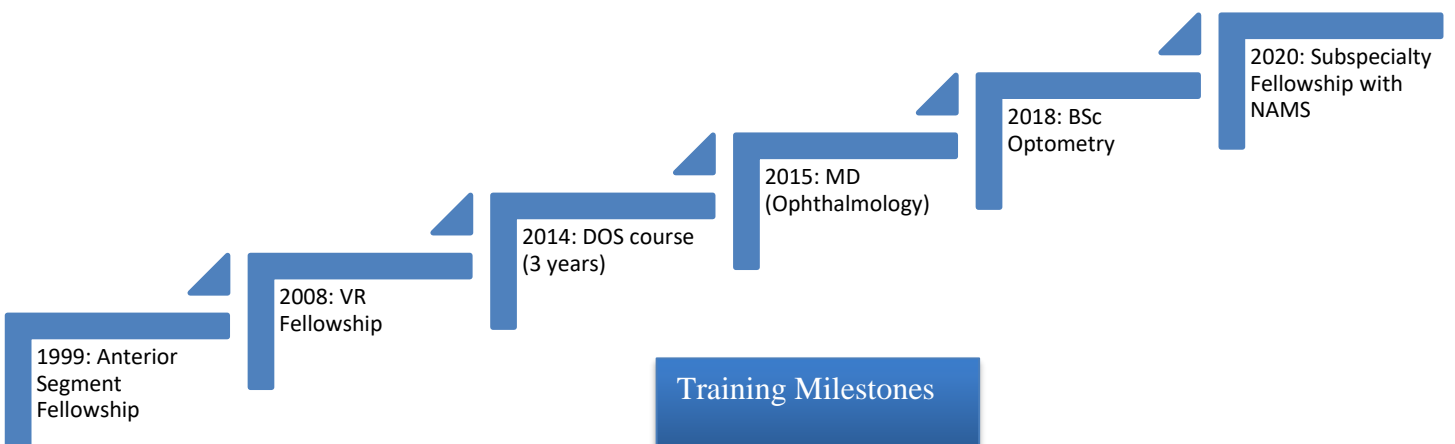 1999: Anterior
Segment
Fellowship
2008: VR
Fellowship
2014: DOS course
(3 years)
2015: MD
(Ophthalmology)
2018: BSc
Optometry
2020: Subspecialty
Fellowship with
NAMS
Training Milestones